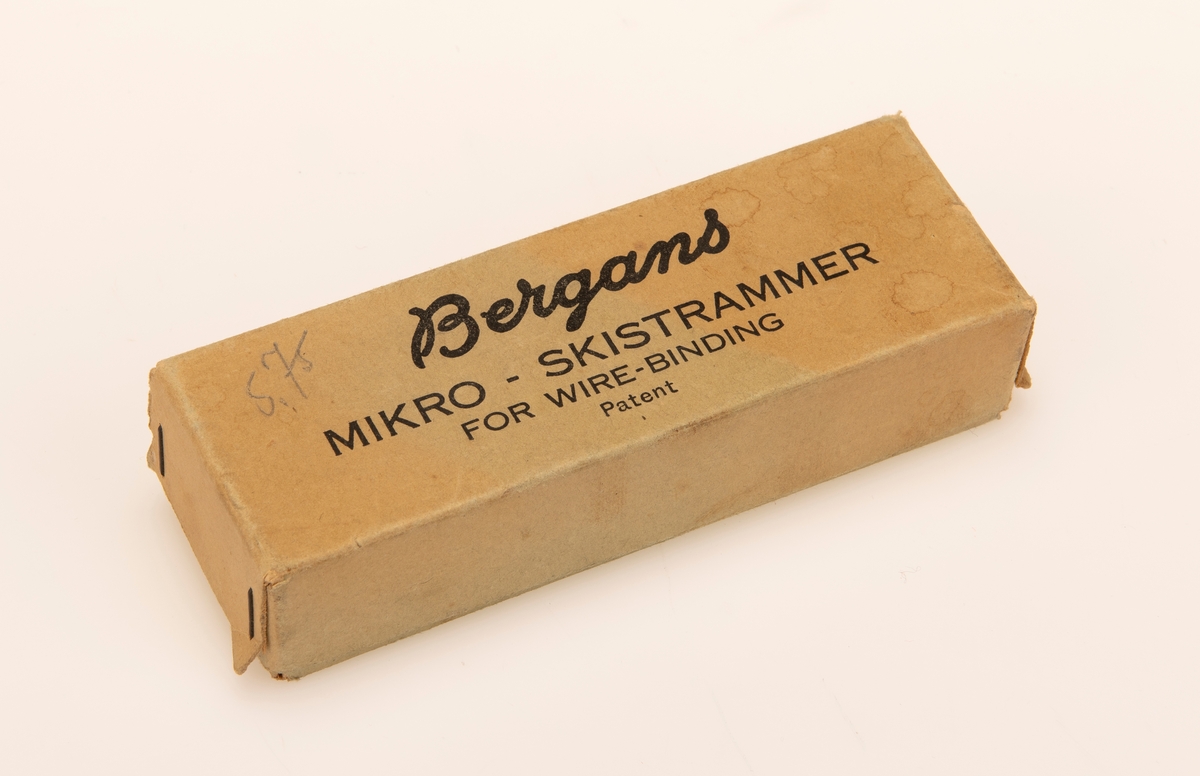 Bergans
MIKRO - SKISTRAMMER
FOR WIRE-BINDING
Patent
5,75